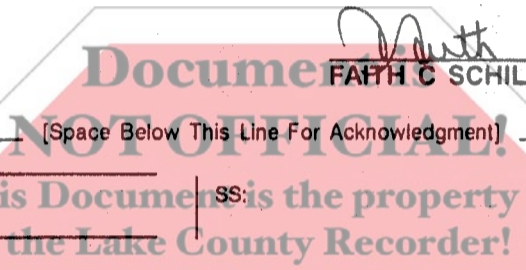 Document is
FAITH C SCHIL
NOT OFFICIAL!
[Space Below This Line For Acknowledgment]
is Document is the property
SS:
the Lake County Recorder!